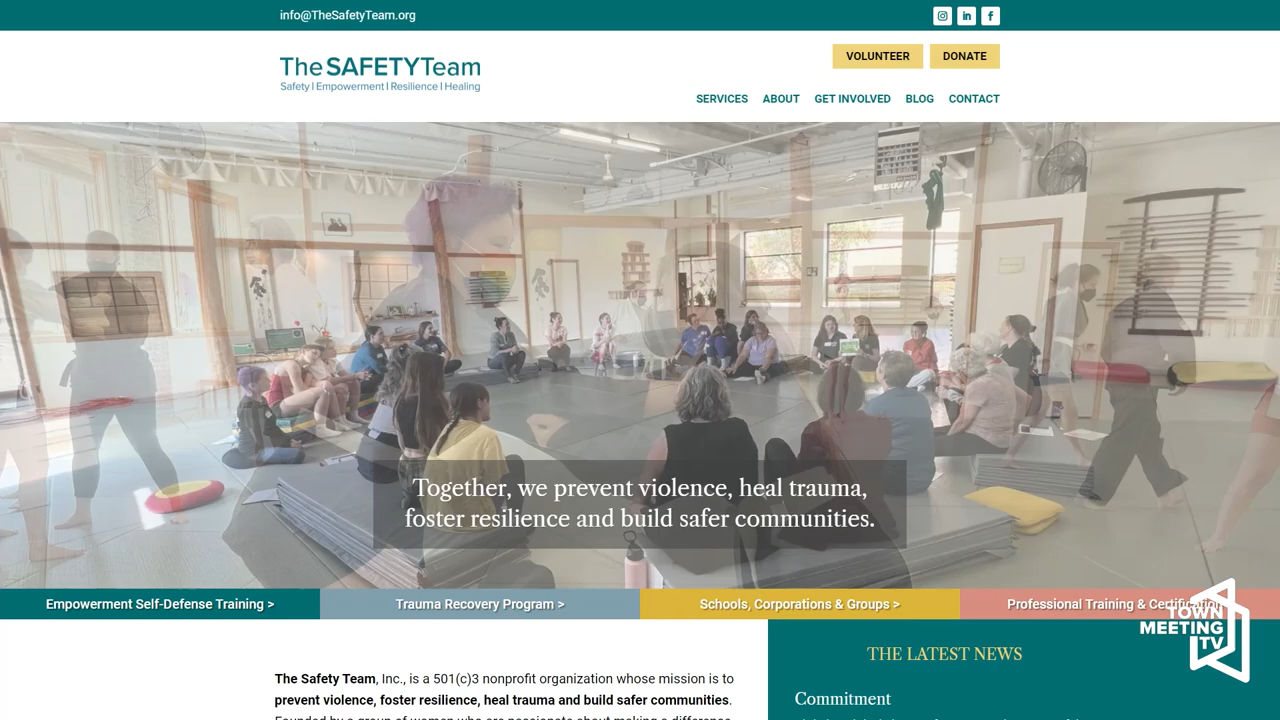 info@TheSafetyTeam.org
VOLUNTEER
DONATE
The SAFETY Team
Safety | Empowerment | Resilience | Healing
SERVICES
ABOUT
GET INVOLVED
BLOG
CONTACT
Together, we prevent violence, heal trauma,
foster resilience and build safer communities.
Empowerment Self-Defense Training >
Trauma Recovery Program >
Schools, Corporations & Groups >
Professional Training &
TOWN
MEETING
TV
The Safety Team, Inc., is a 501(c)3 nonprofit organization whose mission is to
prevent violence, foster resilience, heal trauma and build safer communities.
THE LATEST NEWS
Commitment